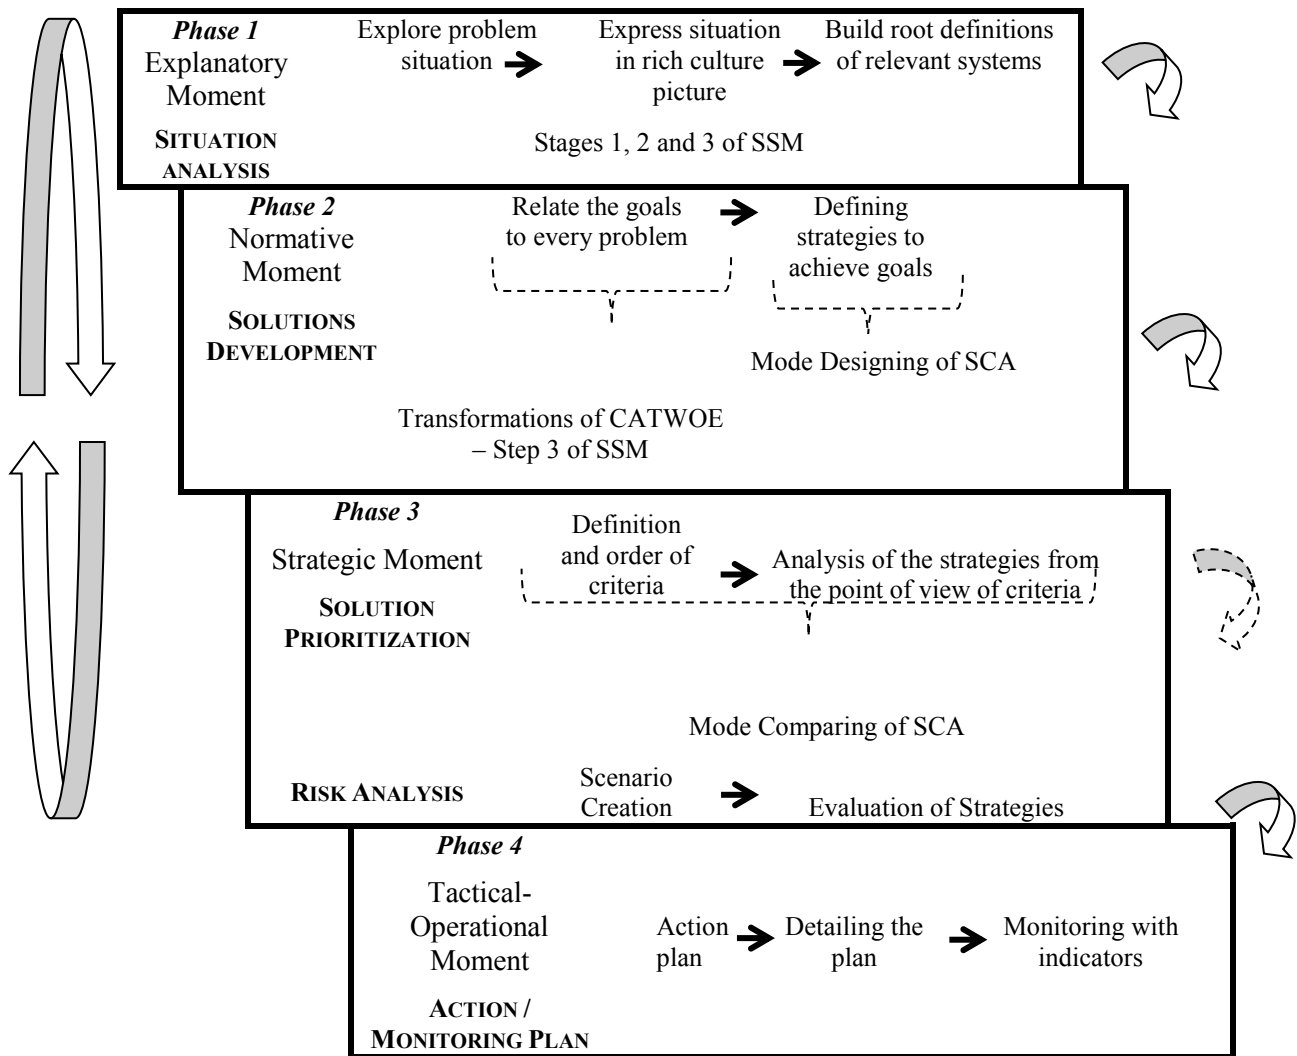 Phase 1
Explanatory
Moment
SITUATION
ANALYSIS
Explore problem
situation
Express situation
in rich culture
picture
Build root definitions
of relevant systems
Stages 1, 2 and 3 of SSM
Phase 2
Normative
Moment
SOLUTIONS
DEVELOPMENT
Relate the goals
to every problem
Defining
strategies to
achieve goals
Mode Designing of SCA
Transformations of CATWOE
– Step 3 of SSM
Phase 3
Strategic Moment
SOLUTION
PRIORITIZATION
Definition
and order of
criteria
Analysis of the strategies from
the point of view of criteria
Mode Comparing of SCA
RISK ANALYSIS
Scenario
Creation
Evaluation of Strategies
Phase 4
Tactical-
Operational
Moment
ACTION /
MONITORING PLAN
Action
plan
Detailing the
plan
Monitoring with
indicators